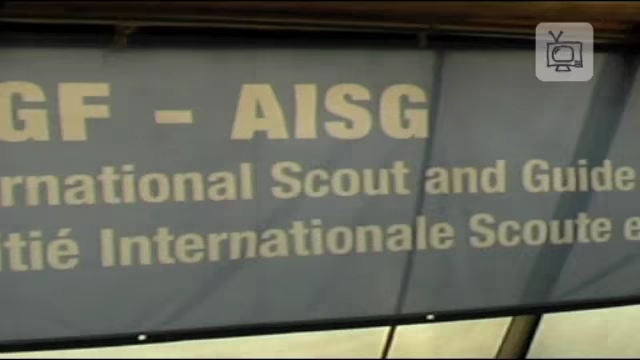 GF - AISG
rnational Scout and Guide
itié Internationale Scoute e